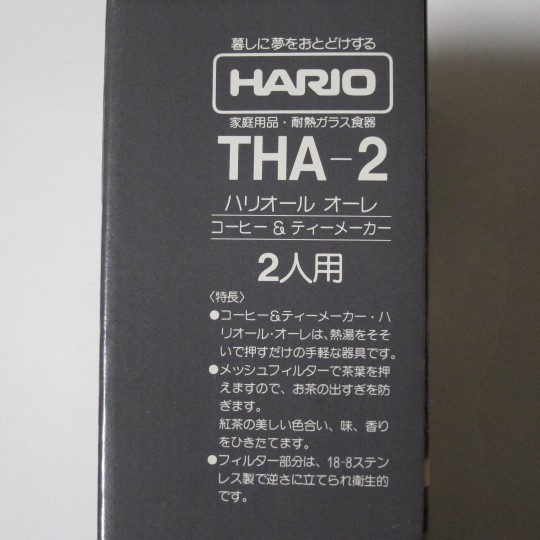 暮しに夢をおとどけする
HARIO
家庭用品・耐熱ガラス食器
THA-2
ハリオール オーレ
コーヒー & ティーメーカー
2人用
〈特長〉
●コーヒー&ティーメーカー・ハ
リオール・オーレは、熱湯をそそ
いで押すだけの手軽な器具です。
●メッシュフィルターで茶葉を押
えますので、お茶の出すぎを防
ぎます。
紅茶の美しい色合い、味、香り
をひきたてます。
●フィルター部分は、18-8ステン
レス製で逆さに立てられ衛生的
です。